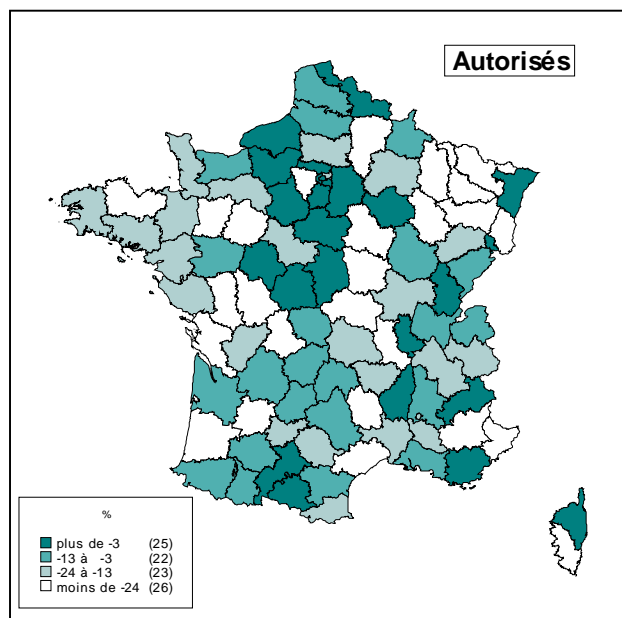 Autorisés
%
plus de -3 (25)
-13 à -3 (22)
-24 à -13 (23)
moins de -24 (26)